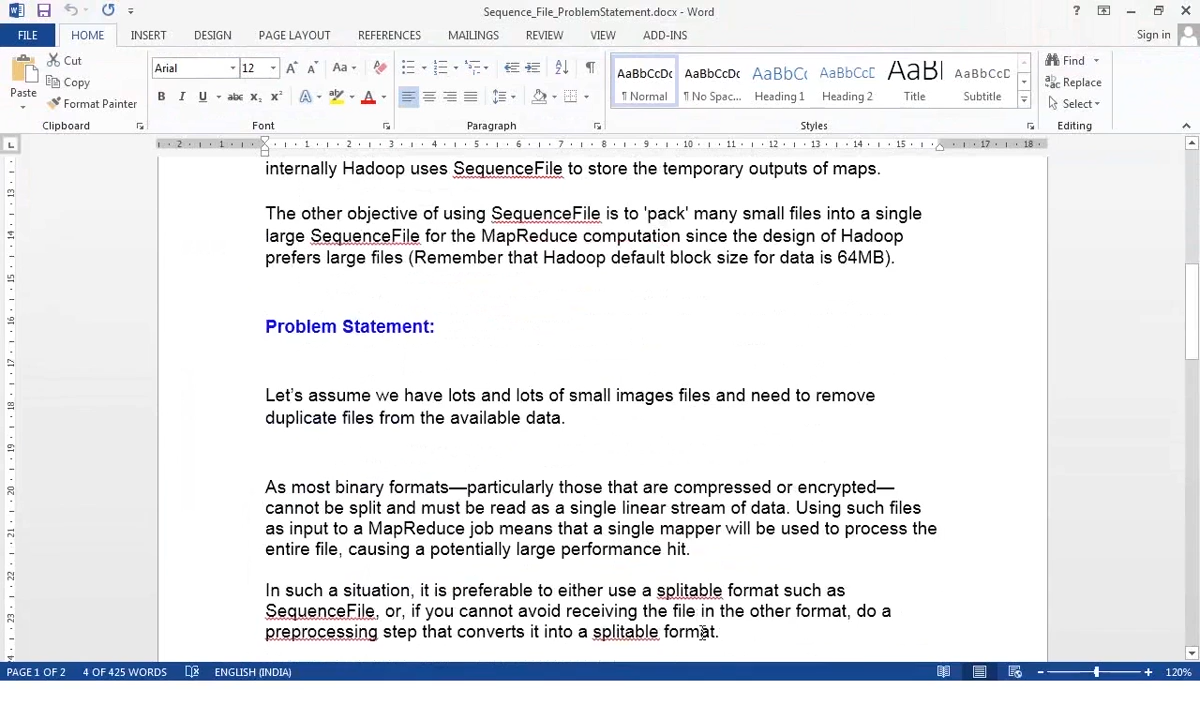 Sequence_File_ProblemStatement.docx - Word
FILE HOME INSERT DESIGN PAGE LAYOUT REFERENCES MAILINGS REVIEW VIEW ADD-INS Sign in
Paste
Cut
Copy
Format Painter
Clipboard
Arial 12
Font
Paragraph
AaBbCcDc AaBbCcDc AaBbCc AaBbCcC AaBl AaBbCcC
¶ Normal ¶ No Spac... Heading 1 Heading 2 Title Subtitle
Styles
Find
Replace
Select
Editing
internally Hadoop uses SequenceFile to store the temporary outputs of maps.
The other objective of using SequenceFile is to 'pack' many small files into a single
large SequenceFile for the MapReduce computation since the design of Hadoop
prefers large files (Remember that Hadoop default block size for data is 64MB).
Problem Statement:
Let's assume we have lots and lots of small images files and need to remove
duplicate files from the available data.
As most binary formats—particularly those that are compressed or encrypted—
cannot be split and must be read as a single linear stream of data. Using such files
as input to a MapReduce job means that a single mapper will be used to process the
entire file, causing a potentially large performance hit.
In such a situation, it is preferable to either use a splitable format such as
SequenceFile, or, if you cannot avoid receiving the file in the other format, do a
preprocessing step that converts it into a splitable format.
PAGE 1 OF 2 4 OF 425 WORDS ENGLISH (INDIA) 120%